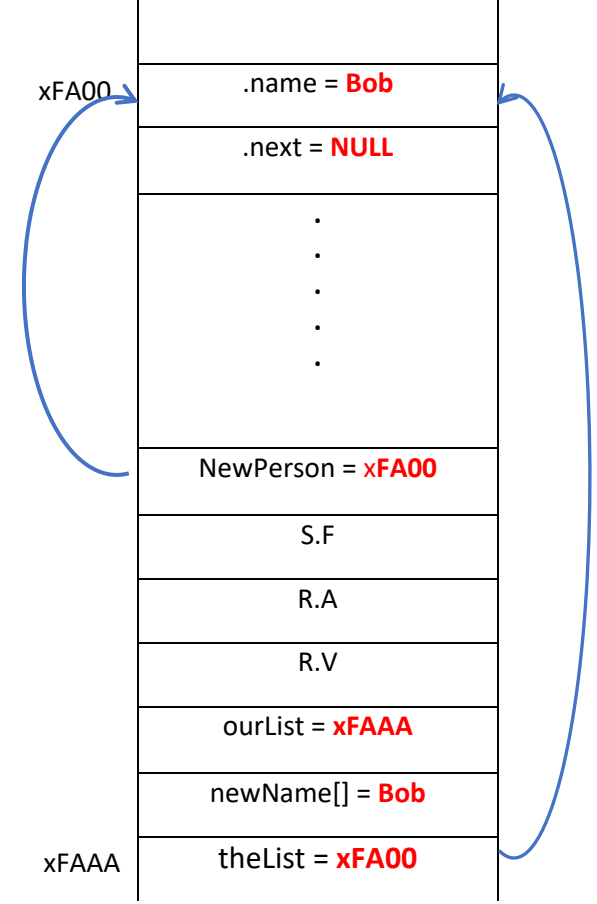 xFA00
.name = Bob
.next = NULL
.
.
.
.
.
NewPerson = xFA00
S.F
R.A
R.V
ourList = xFAAA
newName[] = Bob
xFAAA
theList = xFA00